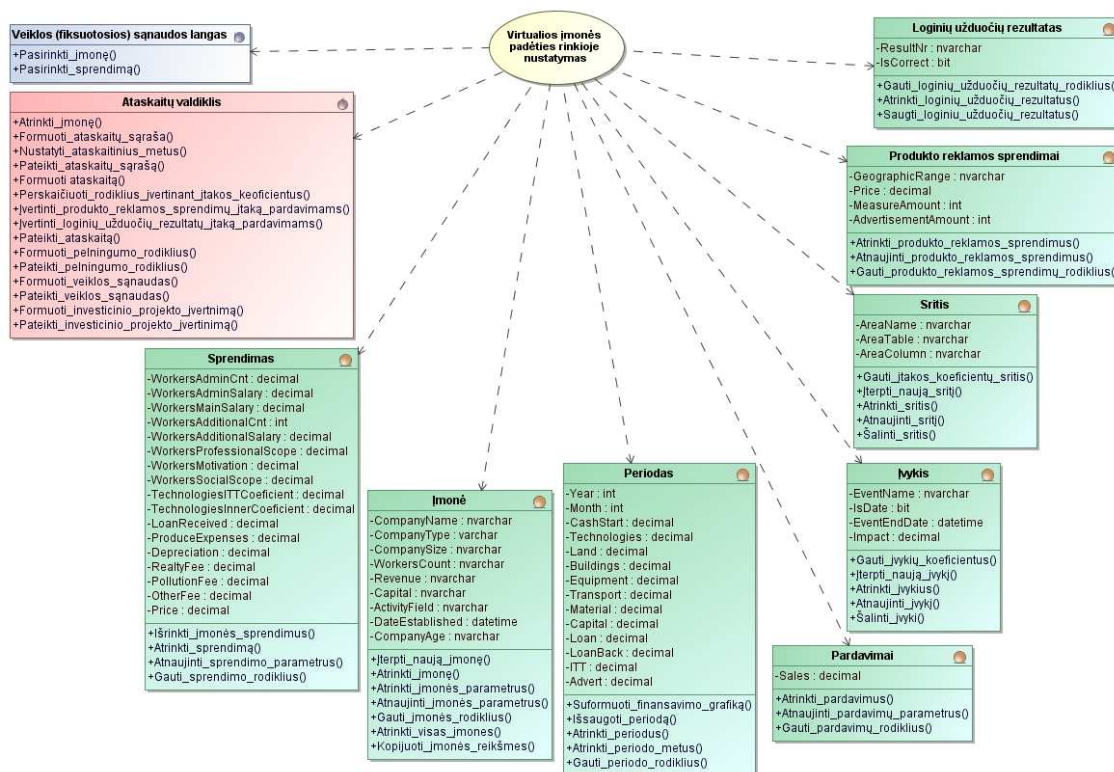 Virtualios įmonės
padėties rinkioje
nustatymas
Veiklos (fiksuotosios) sąnaudos langas
+Pasirinkti_įmonę()
+Pasirinkti_sprendimą()
Ataskaitų valdiklis
+Atrinkti_įmonę()
+Formuoti_ataskaitų_sąraša()
+Nustatyti_ataskaitinius_metus()
+Pateikti_ataskaitų_sąrašą()
+Formuoti ataskaitą()
+Perskaičiuoti_rodiklius_įvertinant_įtakos_keoficientus()
+Įvertinti_produkto_reklamos_sprendimų_įtaką_pardavimams()
+Įvertinti_loginių_užduočių_rezultatų_įtaką_pardavimams()
+Pateikti_ataskaitą()
+Formuoti_pelningumo_rodiklius()
+Pateikti_pelningumo_rodiklius()
+Formuoti_veiklos_sąnaudas()
+Pateikti_veiklos_sąnaudas()
+Formuoti_investicinio_projekto_įvertnimą()
+Pateikti_investicinio_projekto_įvertinimą()
Sprendimas
-WorkersAdminCnt : decimal
-WorkersAdminSalary : decimal
-WorkersMainSalary : decimal
-WorkersAdditionalCnt : int
-WorkersAdditionalSalary : decimal
-WorkersProfessionalScope : decimal
-WorkersMotivation : decimal
-WorkersSocialScope : decimal
-TechnologiesITTCoeficient : decimal
-TechnologiesInnerCoeficient : decimal
-LoanReceived : decimal
-ProduceExpenses : decimal
-Depreciation : decimal
-RealtyFee : decimal
-PollutionFee : decimal
-OtherFee : decimal
-Price : decimal
+Išrinkti_įmonės_sprendimus()
+Atrinkti_sprendimą()
+Atnaujinti_sprendimo_parametrus()
+Gauti_sprendimo_rodiklius()
Įmonė
-CompanyName : nvarchar
-CompanyType : varchar
-CompanySize : nvarchar
-WorkersCount : nvarchar
-Revenue : nvarchar
-Capital : nvarchar
-ActivityField : nvarchar
-DateEstablished : datetime
-CompanyAge : nvarchar
+Įterpti_naują_įmonę()
+Atrinkti_įmonę()
+Atrinkti_įmonės_parametrus()
+Atnaujinti_įmonės_parametrus()
+Gauti_įmonės_rodiklius()
+Atrinkti_visas_įmones()
+Kopijuoti_įmonės_reikšmes()
Periodas
-Year : int
-Month : int
-CashStart : decimal
-Technologies : decimal
-Land : decimal
-Buildings : decimal
-Equipment : decimal
-Transport : decimal
-Material : decimal
-Capital : decimal
-Loan : decimal
-LoanBack : decimal
-ITT : decimal
-Advert : decimal
+Suformuoti_finansavimo_grafiką()
+Išsaugoti_periodą()
+Atrinkti_periodus()
+Atrinkti_periodo_metus()
+Gauti_periodo_rodiklius()
Loginių užduočių rezultatas
-ResultNr : nvarchar
-IsCorrect : bit
+Gauti_loginių_užduočių_rezultatų_rodiklius()
+Atrinkti_loginių_užduočių_rezultatus()
+Saugti_loginiu_užduočių_rezultatus()
Produkto reklamos sprendimai
-GeographicRange : nvarchar
-Price : decimal
-MeasureAmount : int
-AdvertisementAmount : int
+Atrinkti_produkto_reklamos_sprendimus()
+Atnaujinti_produkto_reklamos_sprendimus()
+Gauti_produkto_reklamos_sprendimų_rodiklius()
Sritis
-AreaName : nvarchar
-AreaTable : nvarchar
-AreaColumn : nvarchar
+Gauti_įtakos_koeficientų_sritis()
+Įterpti_naują_sritį()
+Atrinkti_sritis()
+Atnaujinti_sritį()
+Šalinti_sritis()
Įvykis
-EventName : nvarchar
-IsDate : bit
-EventEndDate : datetime
-Impact : decimal
+Gauti_įvykių_koeficientus()
+Įterpti_naują_įvykį()
+Atrinkti_įvykius()
+Atnaujinti_įvykį()
+Šalinti_įvyki()
Pardavimai
-Sales : decimal
+Atrinkti_pardavimus()
+Atnaujinti_pardavimų_parametrus()
+Gauti_pardavimų_rodiklius()